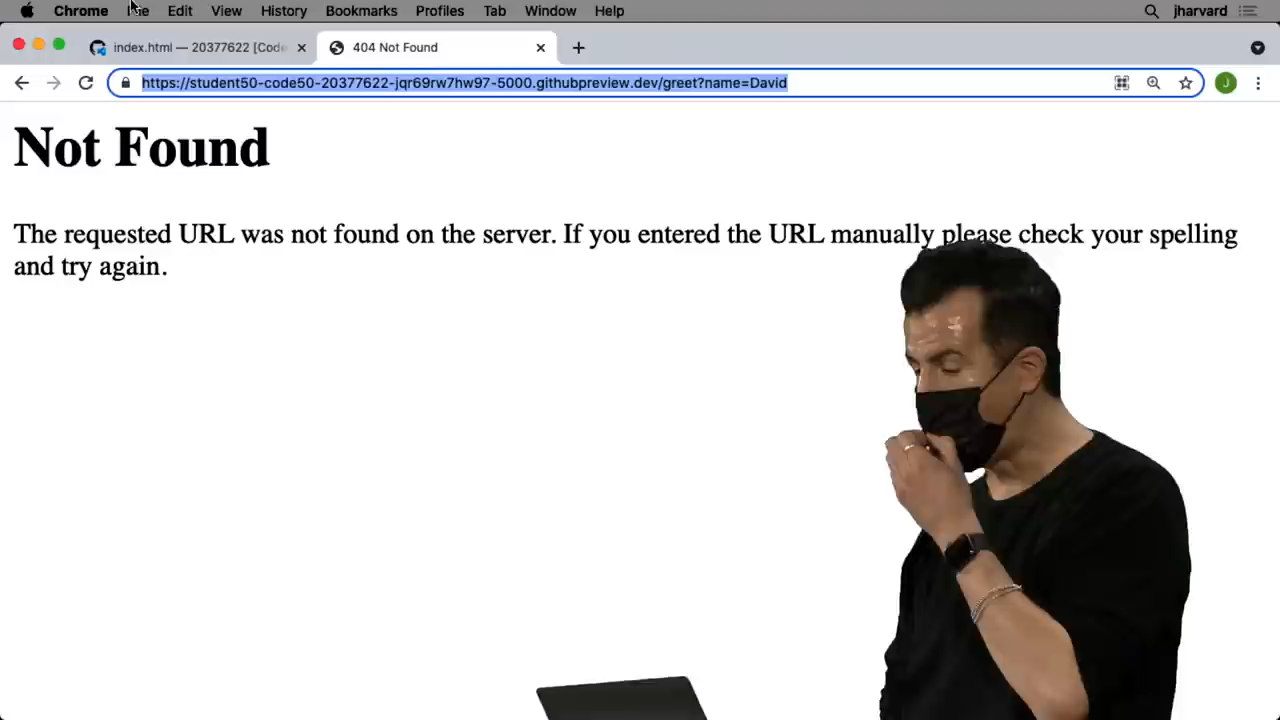 Chrome File Edit View History Bookmarks Profiles Tab Window Help jharvard
index.html — 20377622 [Code 404 Not Found
https://student50-code50-20377622-jqr69rw7hw97-5000.githubpreview.dev/greet?name=David J
Not Found
The requested URL was not found on the server. If you entered the URL manually please check your spelling
and try again.